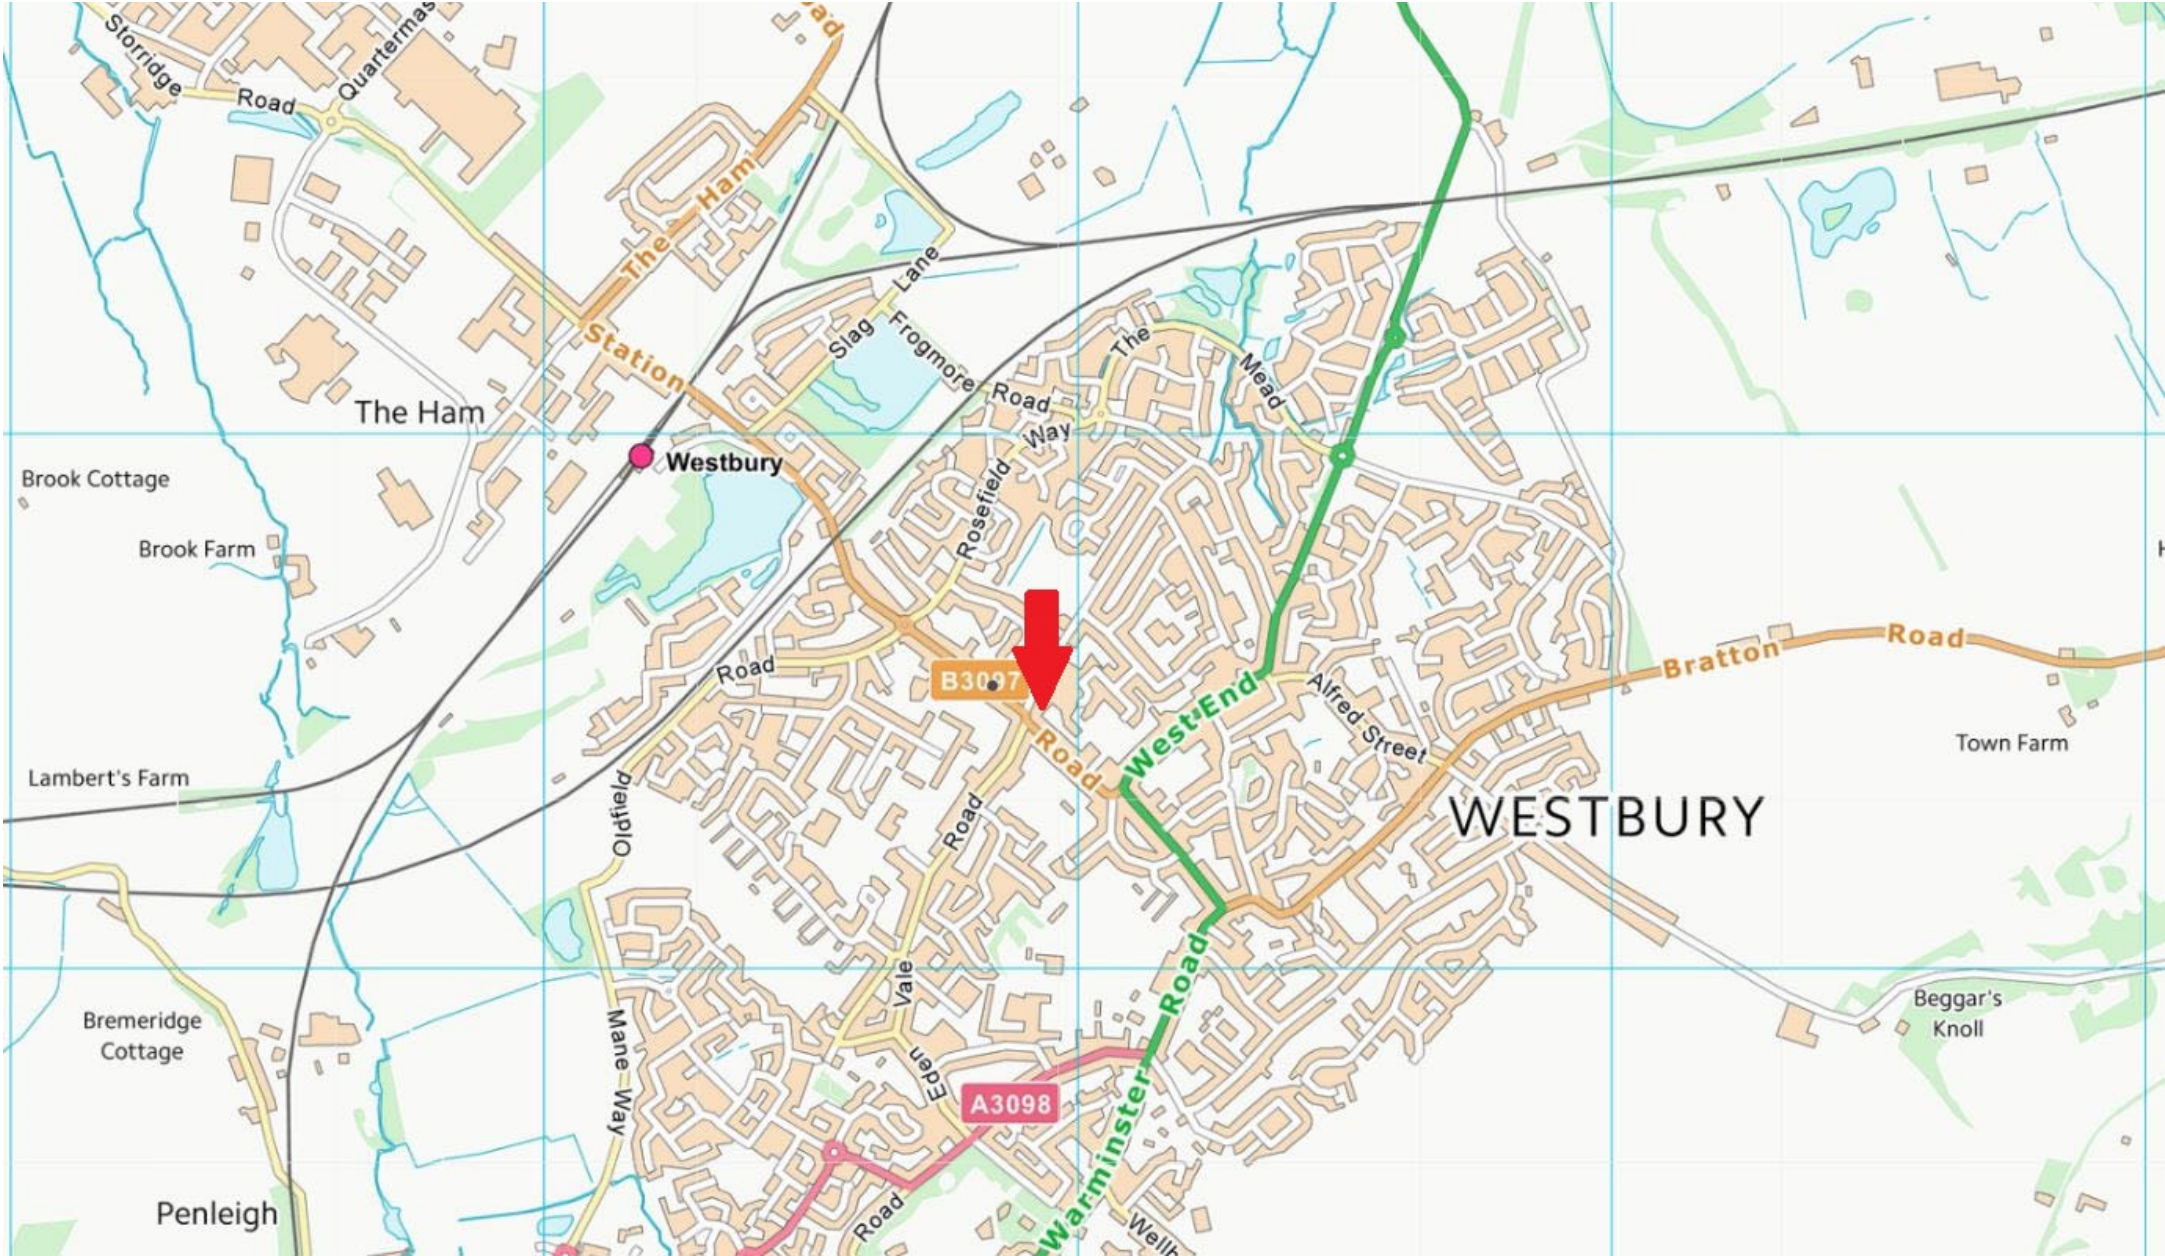 Storridge
Road
Quartermas
oad
The Ham
Slag
Lane
Frogmore
Road
The
Mead
Station
The Ham
Westbury
Way
Rosefield
Brook Cottage
Brook Farm
Road
B3097
Road
West End
Alfred Street
Bratton
Road
Town Farm
Lambert's Farm
Oldfield
Road
WESTBURY
Vale
Road
Beggar's
Knoll
Bremeridge
Cottage
Mane Way
Eden
A3098
Warminster
Penleigh
Road
Wellh
H